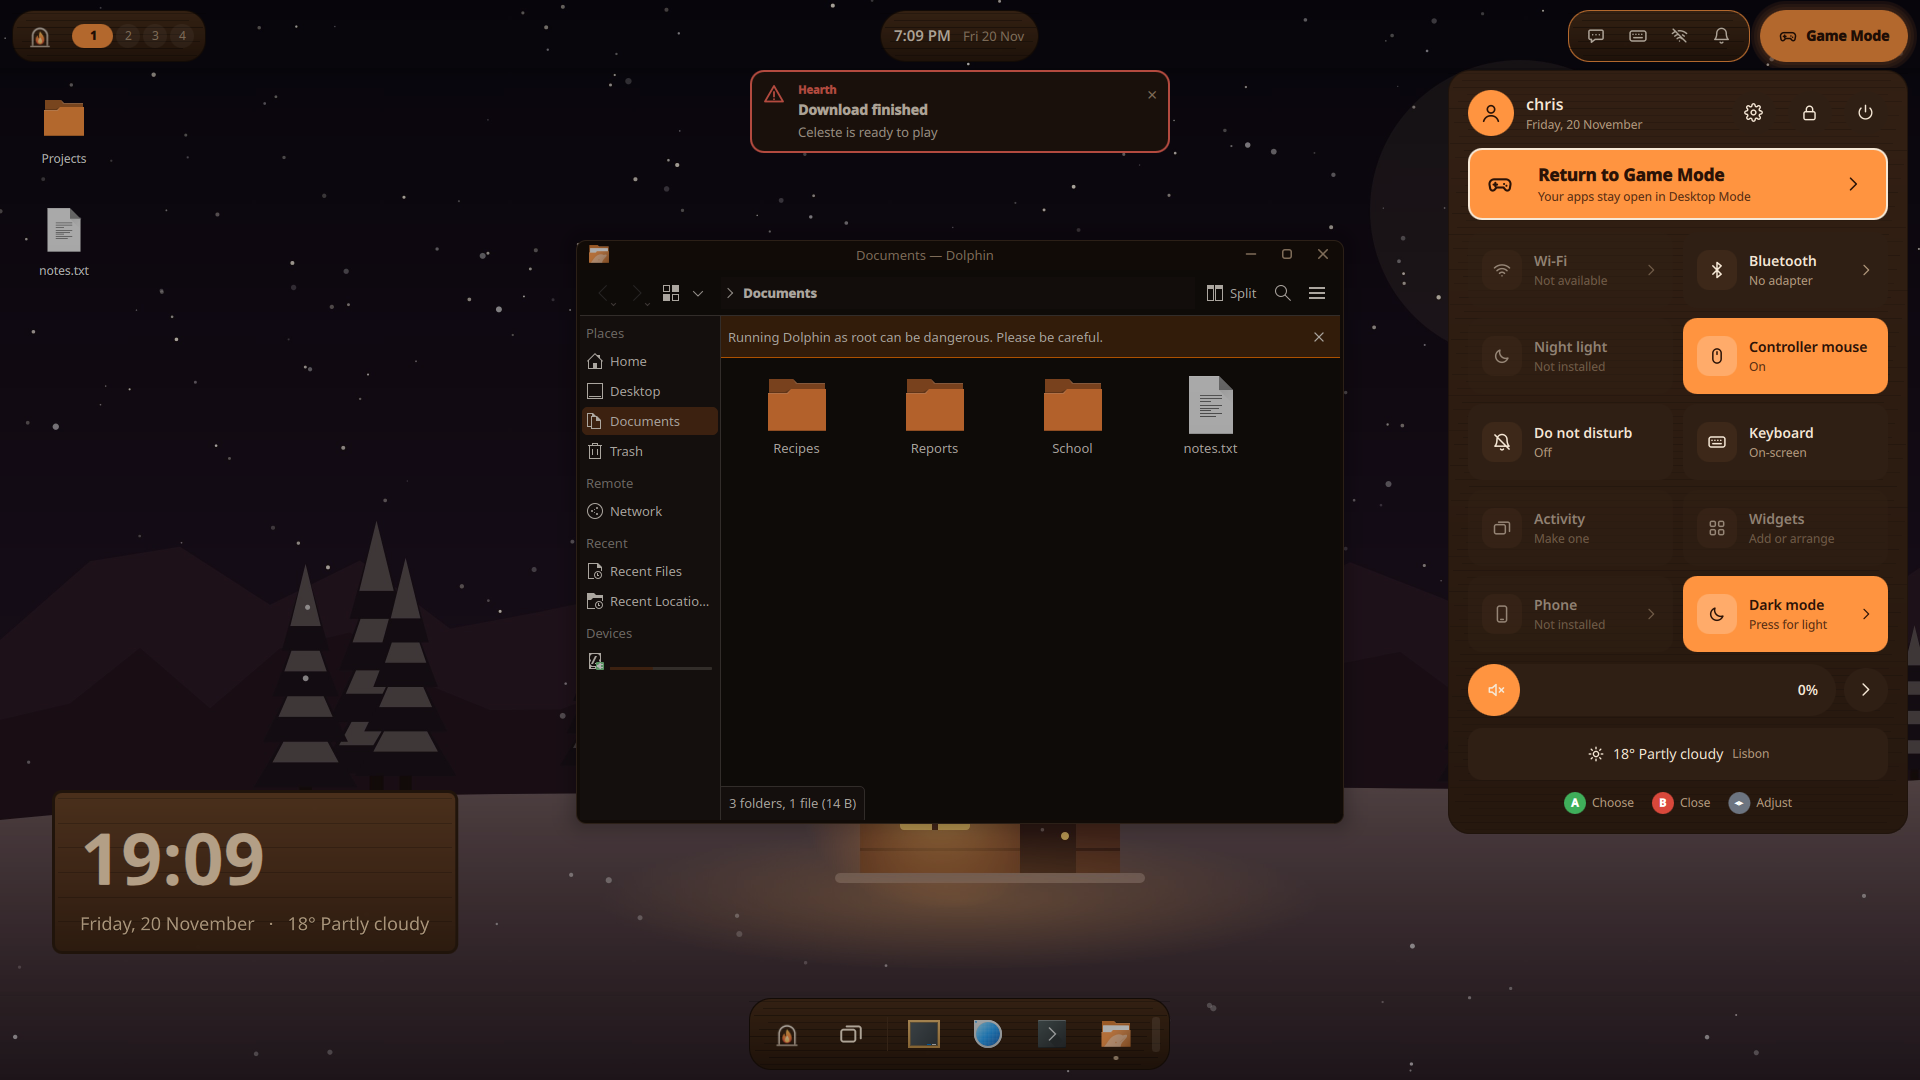 1 2 3 4
7:09 PM Fri 20 Nov
Game Mode
Projects
notes.txt
Hearth
Download finished
Celeste is ready to play
Documents — Dolphin
Documents
Split
Places
Home
Desktop
Documents
Trash
Remote
Network
Recent
Recent Files
Recent Locatio...
Devices
Running Dolphin as root can be dangerous. Please be careful.
Recipes
Reports
School
notes.txt
3 folders, 1 file (14 B)
chris
Friday, 20 November
Return to Game Mode
Your apps stay open in Desktop Mode
Wi-Fi
Not available
Bluetooth
No adapter
Night light
Not installed
Controller mouse
On
Do not disturb
Off
Keyboard
On-screen
Activity
Make one
Widgets
Add or arrange
Phone
Not installed
Dark mode
Press for light
0%
18° Partly cloudy Lisbon
A Choose B Close Adjust
19:09
Friday, 20 November · 18° Partly cloudy